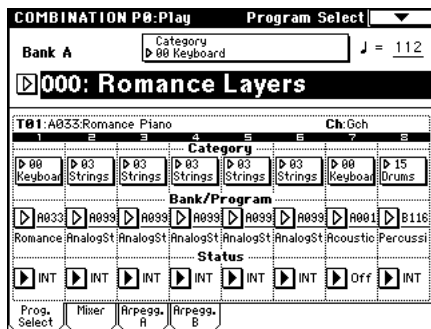 COMBINATION P0:Play Program Select
Bank A Category ♩ = 112
00 Keyboard
000: Romance Layers
T01:A033:Romance Piano Ch:Gch
1 2 3 4 5 6 7 8
Category
00 03 03 03 03 03 00 15
Keyboar Strings Strings Strings Strings Strings Keyboar Drums
Bank/Program
A033 A099 A099 A099 A099 A099 A001 B116
Romance AnalogSt AnalogSt AnalogSt AnalogSt AnalogSt Acoustic Percussi
Status
INT INT INT INT INT INT Off INT
Prog. Mixer Arpegg. Arpegg.
Select A B